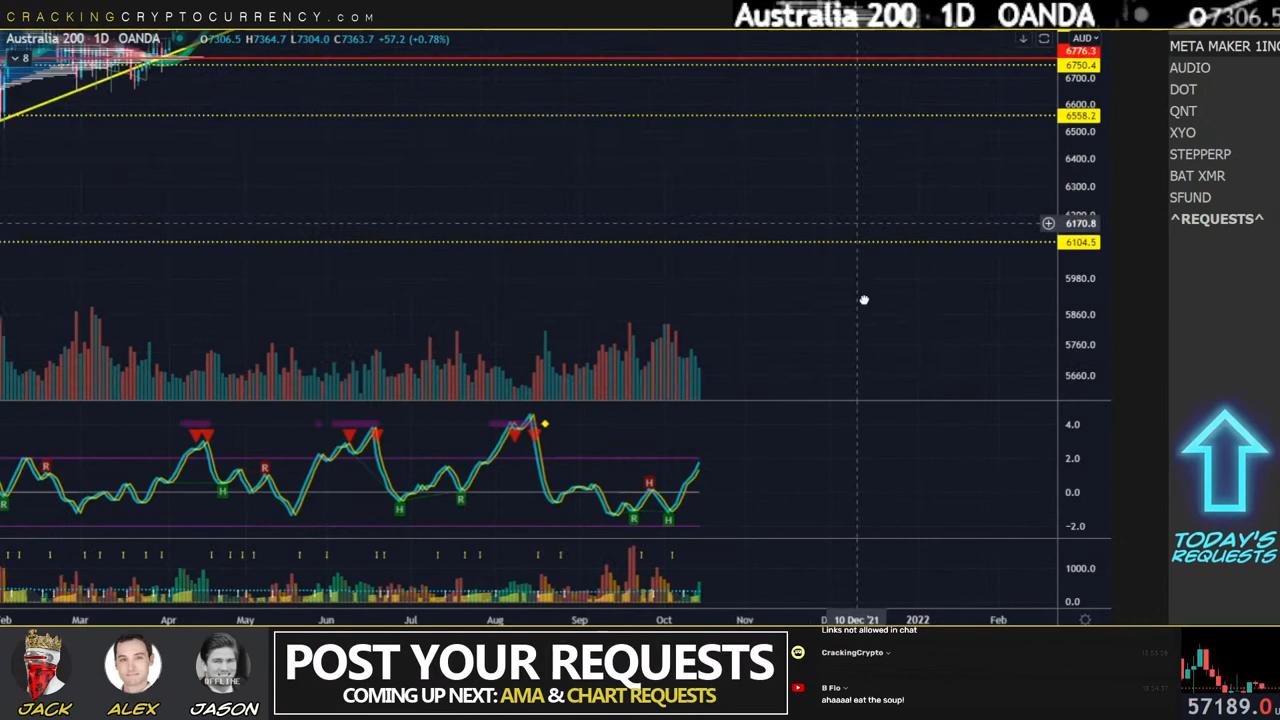 CRACKINGCRYPTOCURRENCY.com
Australia 200 1D OANDA O7306.5
Australia 200 · 1D OANDA O7306.5 H7364.7 L7304.0 C7363.7 +57.2 (+0.78%)
AUD
8
6776.3
6750.4
6700.0
6600.0
6558.2
6500.0
6400.0
6300.0
6170.8
6104.5
5980.0
5860.0
5760.0
5660.0
META MAKER 1INC
AUDIO
DOT
QNT
XYO
STEPPERP
BAT XMR
SFUND
^REQUESTS^
TODAY'S
REQUESTS
4.0
2.0
0.0
-2.0
R R R H
R H H R R H
1000.0
0.0
eb Mar Apr May Jun Jul Aug Sep Oct Nov D 10 Dec '21 2022 Feb
JACK ALEX JASON
OFFLINE
POST YOUR REQUESTS
COMING UP NEXT: AMA & CHART REQUESTS
Links not allowed in chat
CrackingCrypto
B Flo
ahaaaa! eat the soup!
57189.0